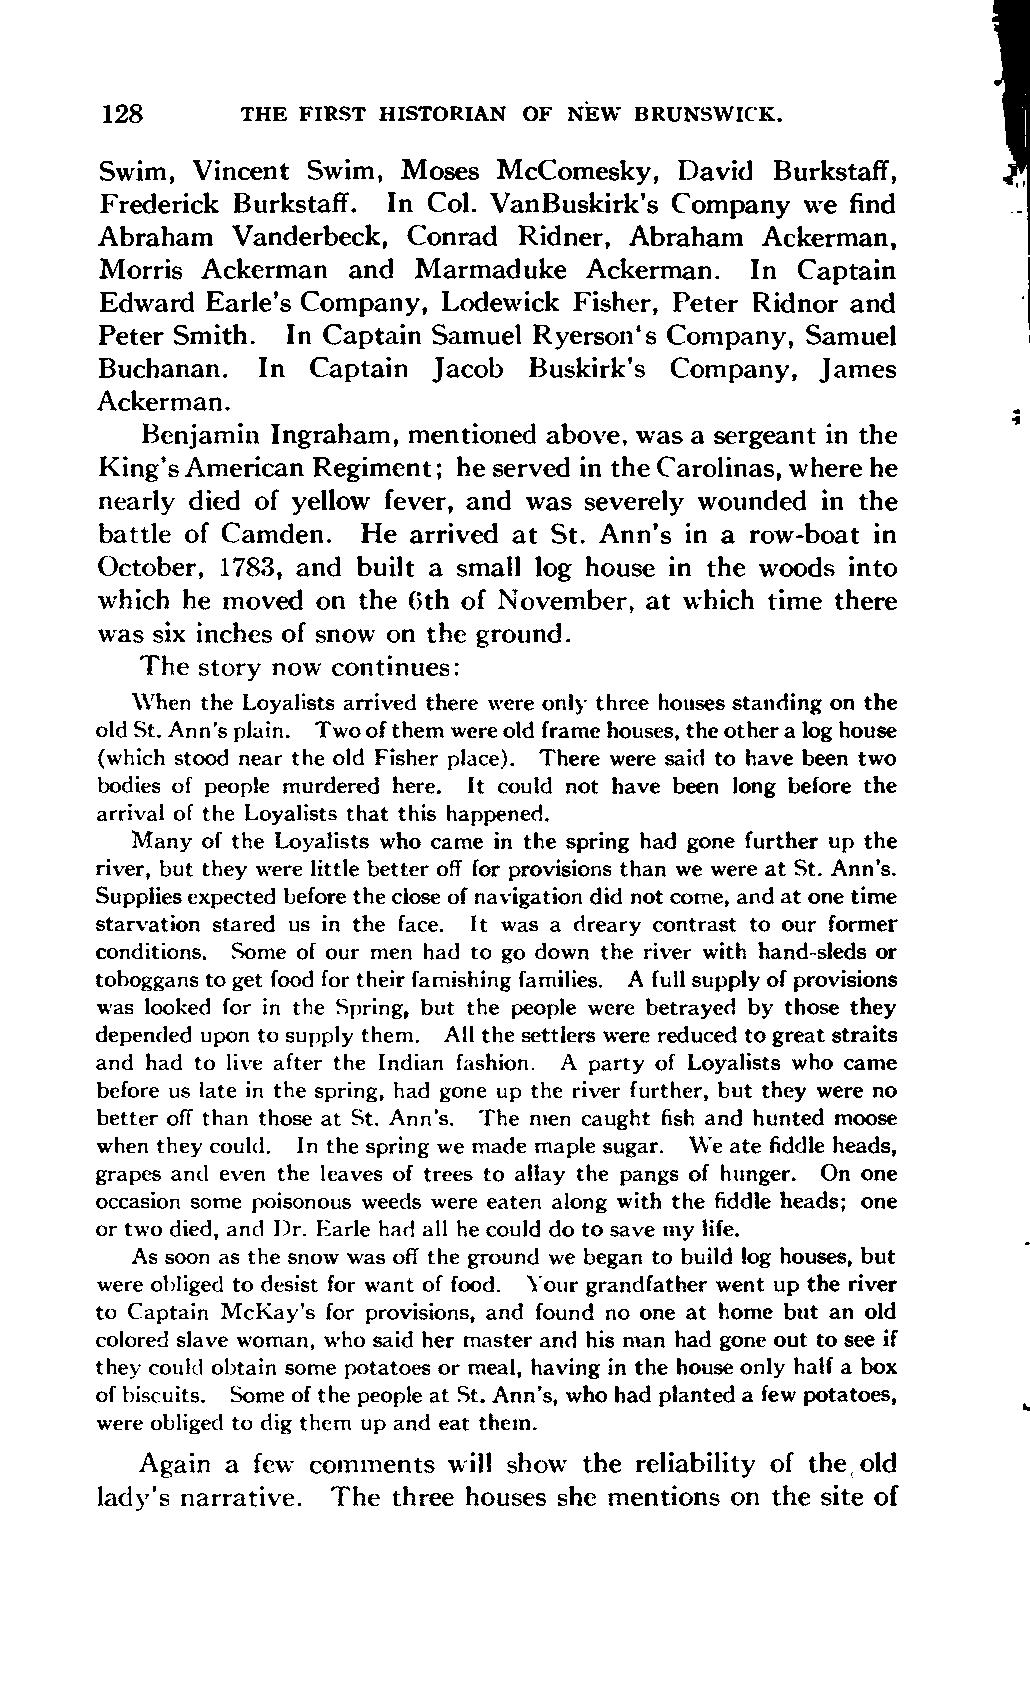 128 THE FIRST HISTORIAN OF NEW BRUNSWICK.
Swim, Vincent Swim, Moses McComesky, David Burkstaff,
Frederick Burkstaff. In Col. VanBuskirk's Company we find
Abraham Vanderbeck, Conrad Ridner, Abraham Ackerman,
Morris Ackerman and Marmaduke Ackerman. In Captain
Edward Earle's Company, Lodewick Fisher, Peter Ridnor and
Peter Smith. In Captain Samuel Ryerson's Company, Samuel
Buchanan. In Captain Jacob Buskirk's Company, James
Ackerman.
Benjamin Ingraham, mentioned above, was a sergeant in the
King's American Regiment; he served in the Carolinas, where he
nearly died of yellow fever, and was severely wounded in the
battle of Camden. He arrived at St. Ann's in a row-boat in
October, 1783, and built a small log house in the woods into
which he moved on the 6th of November, at which time there
was six inches of snow on the ground.
The story now continues:
When the Loyalists arrived there were only three houses standing on the
old St. Ann's plain. Two of them were old frame houses, the other a log house
(which stood near the old Fisher place). There were said to have been two
bodies of people murdered here. It could not have been long before the
arrival of the Loyalists that this happened.
Many of the Loyalists who came in the spring had gone further up the
river, but they were little better off for provisions than we were at St. Ann's.
Supplies expected before the close of navigation did not come, and at one time
starvation stared us in the face. It was a dreary contrast to our former
conditions. Some of our men had to go down the river with hand-sleds or
toboggans to get food for their famishing families. A full supply of provisions
was looked for in the Spring, but the people were betrayed by those they
depended upon to supply them. All the settlers were reduced to great straits
and had to live after the Indian fashion. A party of Loyalists who came
before us late in the spring, had gone up the river further, but they were no
better off than those at St. Ann's. The men caught fish and hunted moose
when they could. In the spring we made maple sugar. We ate fiddle heads,
grapes and even the leaves of trees to allay the pangs of hunger. On one
occasion some poisonous weeds were eaten along with the fiddle heads; one
or two died, and Dr. Earle had all he could do to save my life.
As soon as the snow was off the ground we began to build log houses, but
were obliged to desist for want of food. Your grandfather went up the river
to Captain McKay's for provisions, and found no one at home but an old
colored slave woman, who said her master and his man had gone out to see if
they could obtain some potatoes or meal, having in the house only half a box
of biscuits. Some of the people at St. Ann's, who had planted a few potatoes,
were obliged to dig them up and eat them.
Again a few comments will show the reliability of the old
lady's narrative. The three houses she mentions on the site of